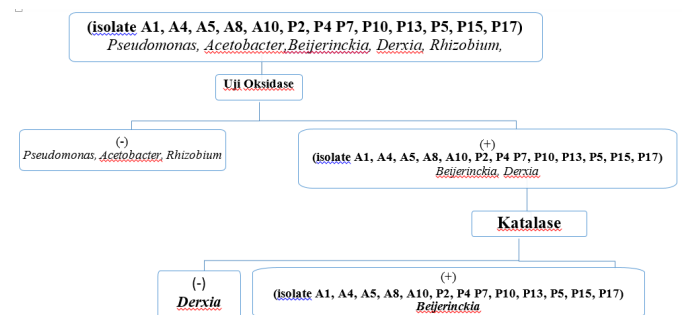 (isolate A1, A4, A5, A8, A10, P2, P4 P7, P10, P13, P5, P15, P17)
Pseudomonas, Acetobacter,Beijerinckia, Derxia, Rhizobium,
Uji Oksidase
(-)
Pseudomonas, Acetobacter, Rhizobium
(+)
(isolate A1, A4, A5, A8, A10, P2, P4 P7, P10, P13, P5, P15, P17)
Beijerinckia, Derxia
Katalase
(-)
Derxia
(+)
(isolate A1, A4, A5, A8, A10, P2, P4 P7, P10, P13, P5, P15, P17)
Beijerinckia